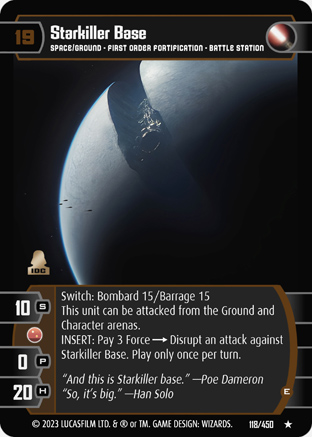 19
Starkiller Base
SPACE/GROUND • FIRST ORDER FORTIFICATION • BATTLE STATION
IDC
10 S
0 P
20 H
Switch: Bombard 15/Barrage 15
This unit can be attacked from the Ground and
Character arenas.
INSERT: Pay 3 Force → Disrupt an attack against
Starkiller Base. Play only once per turn.
“And this is Starkiller base.” —Poe Dameron
“So, it's big.” —Han Solo
E
© 2023 LUCASFILM LTD. & ® or TM. GAME DESIGN: WIZARDS. 118/450 ★